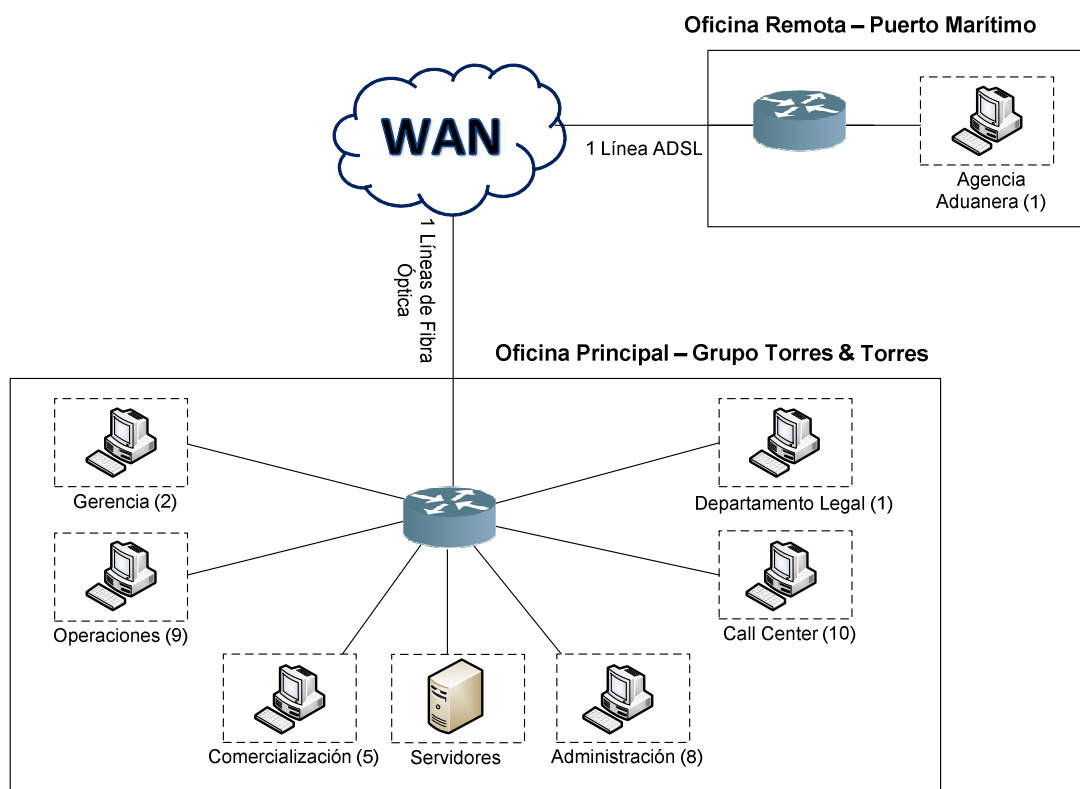 Oficina Remota – Puerto Marítimo
WAN
1 Línea ADSL
Agencia
Aduanera (1)
1 Líneas de Fibra
Óptica
Oficina Principal – Grupo Torres & Torres
Gerencia (2)
Departamento Legal (1)
Operaciones (9)
Call Center (10)
Comercialización (5)
Servidores
Administración (8)